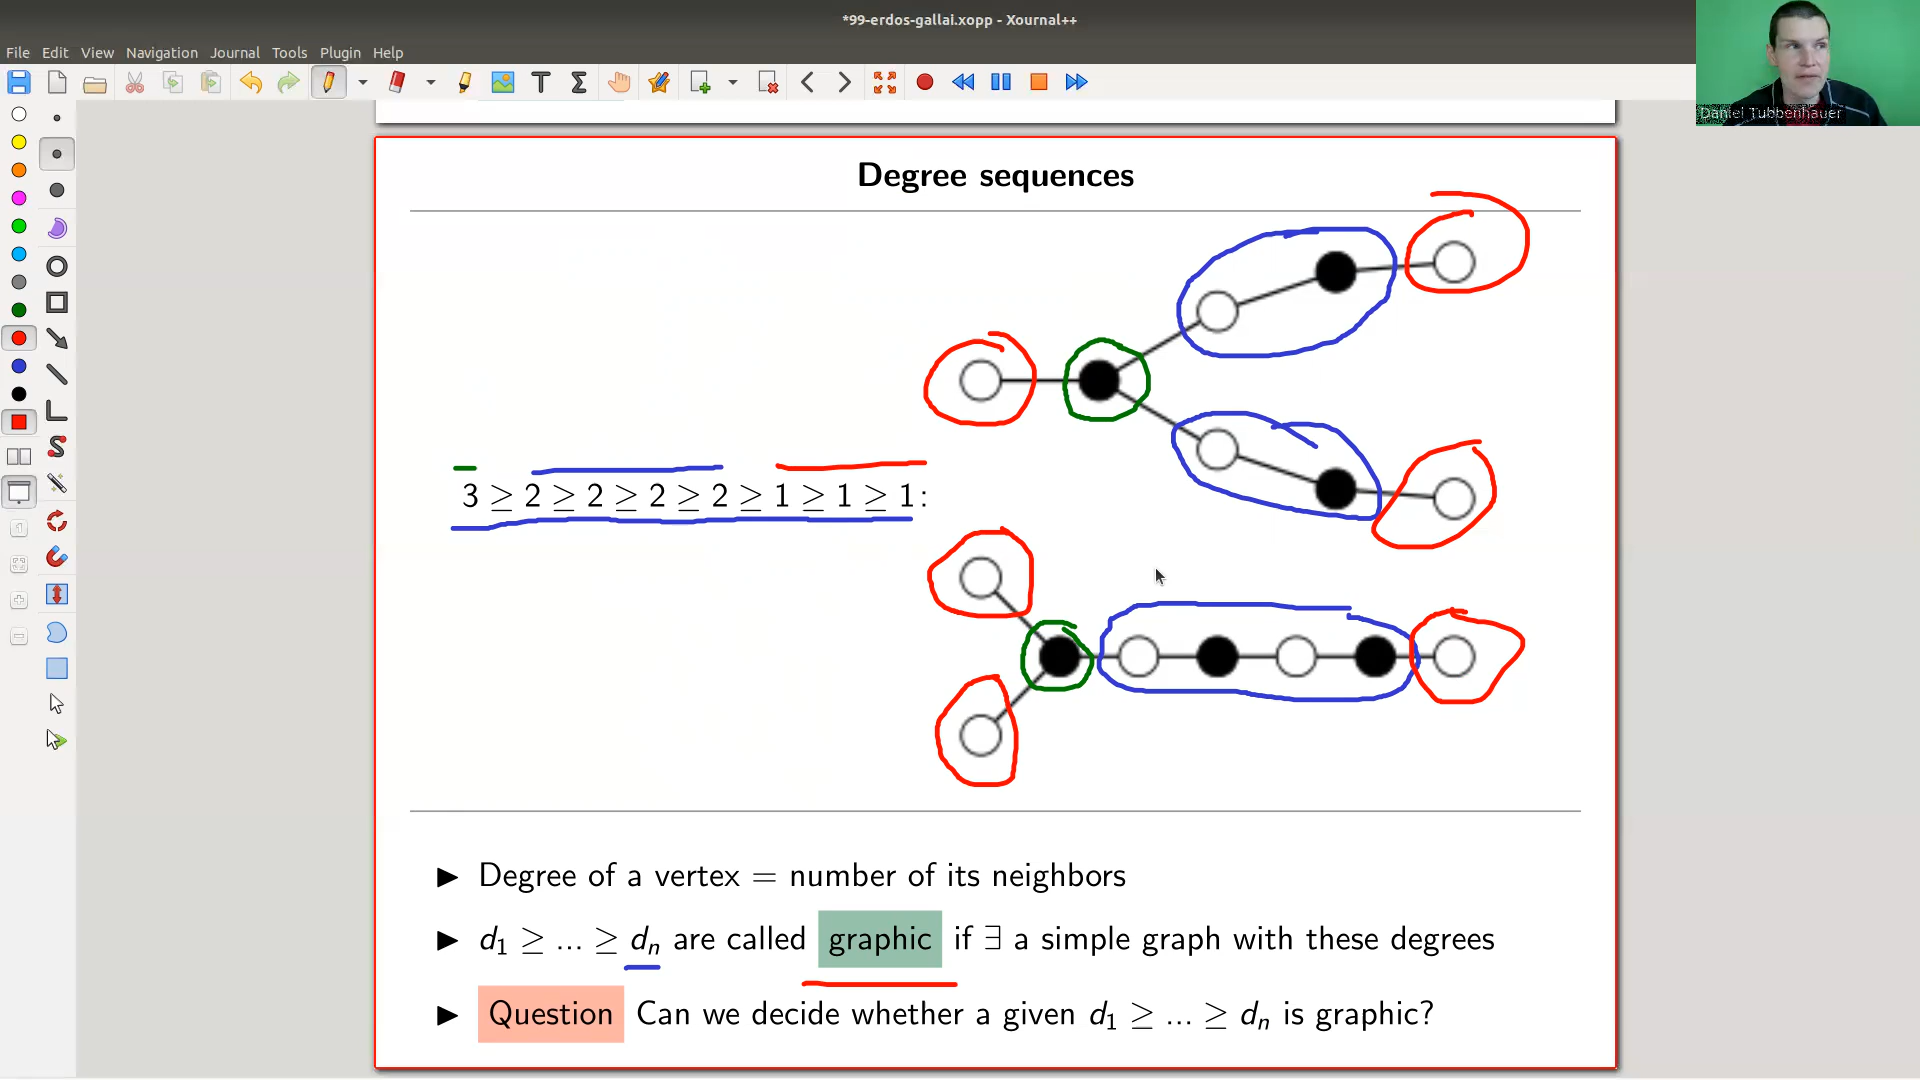 *99-erdos-gallai.xopp - Xournal++
File Edit View Navigation Journal Tools Plugin Help
Daniel Tubbenhauer
Degree sequences
3 ≥ 2 ≥ 2 ≥ 2 ≥ 2 ≥ 1 ≥ 1 ≥ 1:
▶ Degree of a vertex = number of its neighbors
▶ d₁ ≥ ... ≥ dₙ are called graphic if ∃ a simple graph with these degrees
▶ Question Can we decide whether a given d₁ ≥ ... ≥ dₙ is graphic?